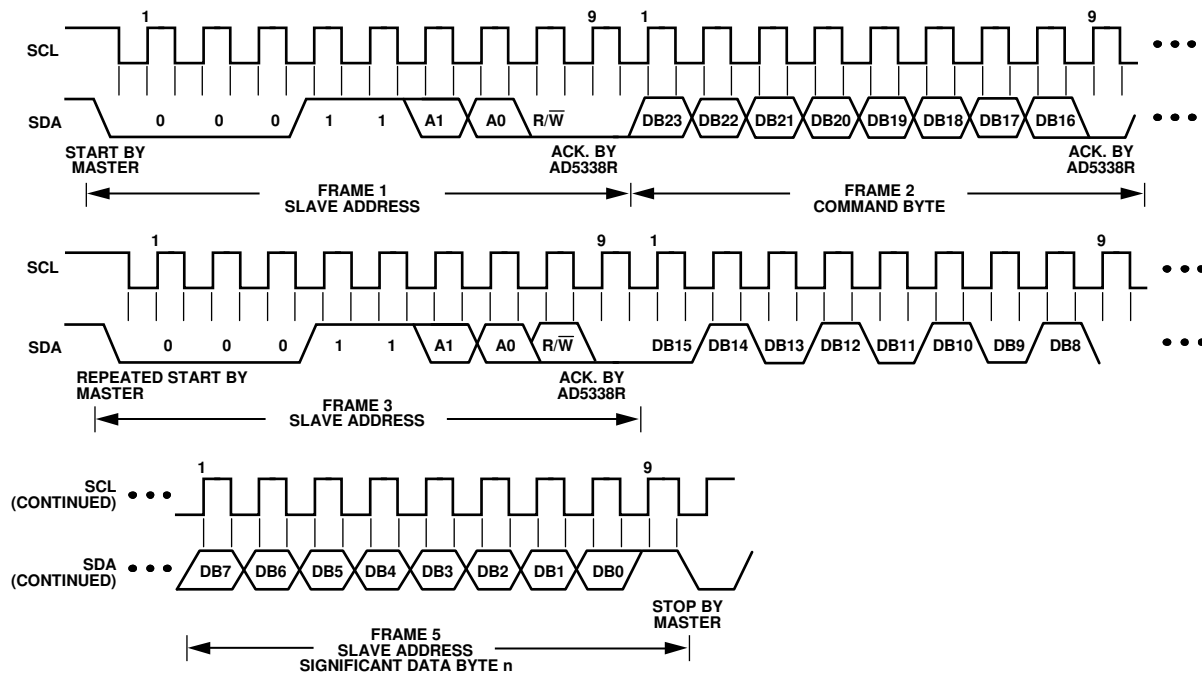 1 9 1 9
SCL
SDA 0 0 0 1 1 A1 A0 R/W̅ DB23 DB22 DB21 DB20 DB19 DB18 DB17 DB16
START BY
MASTER
ACK. BY
AD5338R
ACK. BY
AD5338R
FRAME 1
SLAVE ADDRESS
FRAME 2
COMMAND BYTE
1 9 1 9
SCL
SDA 0 0 0 1 1 A1 A0 R/W̅ DB15 DB14 DB13 DB12 DB11 DB10 DB9 DB8
REPEATED START BY
MASTER
ACK. BY
AD5338R
FRAME 3
SLAVE ADDRESS
1 9
SCL
(CONTINUED)
SDA
(CONTINUED)
DB7 DB6 DB5 DB4 DB3 DB2 DB1 DB0
STOP BY
MASTER
FRAME 5
SLAVE ADDRESS
SIGNIFICANT DATA BYTE n